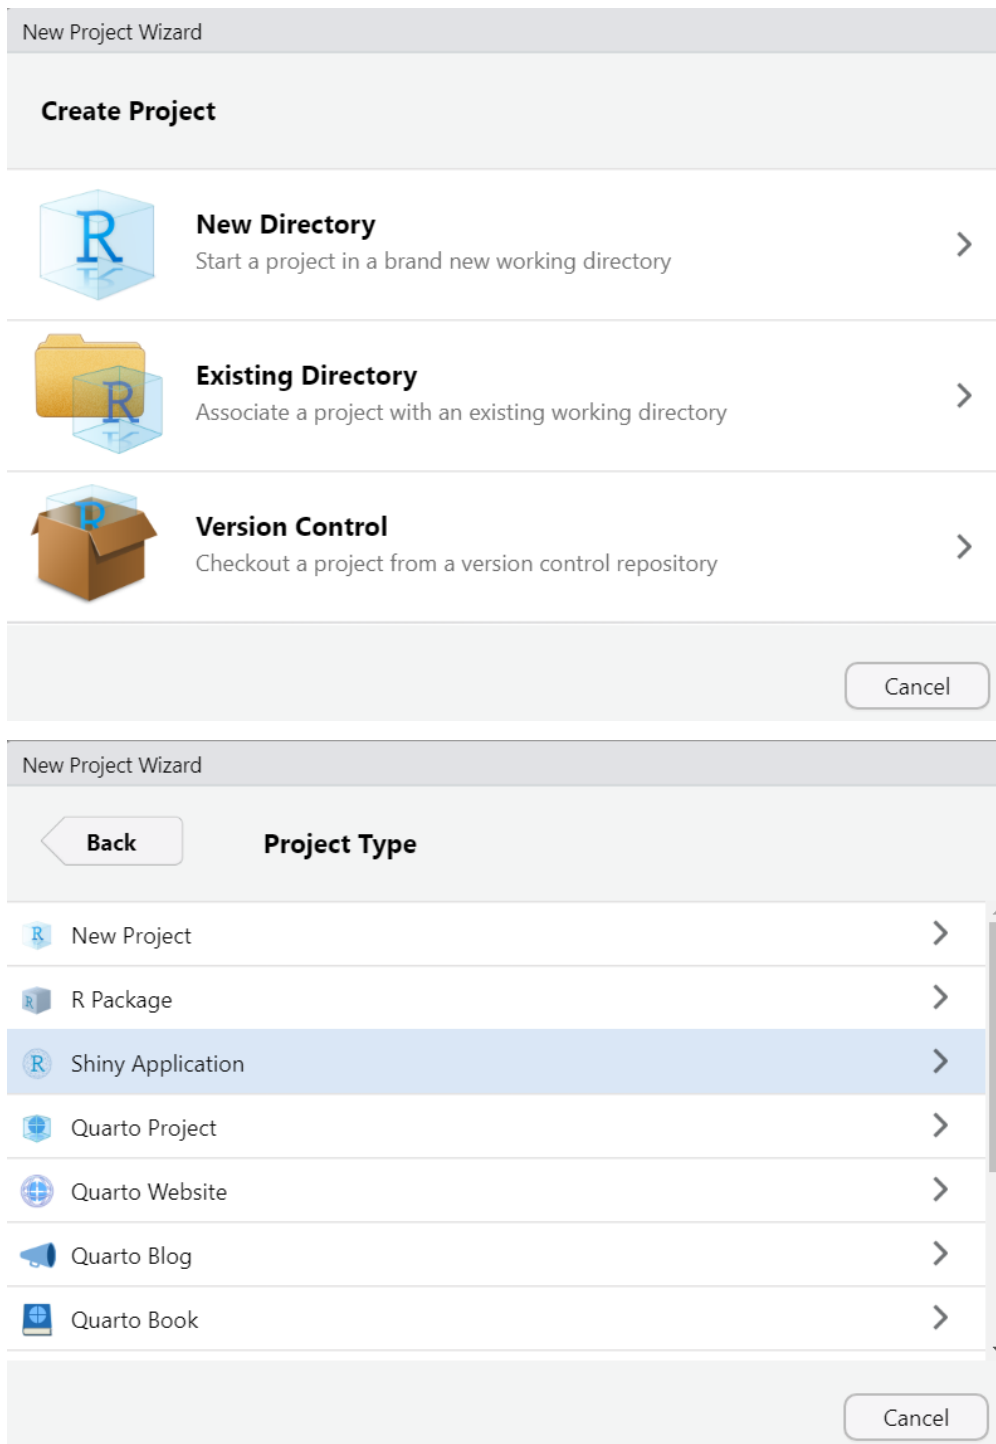 New Project Wizard
Create Project
New Directory
Start a project in a brand new working directory
Existing Directory
Associate a project with an existing working directory
Version Control
Checkout a project from a version control repository
Cancel
New Project Wizard
Back
Project Type
New Project
R Package
Shiny Application
Quarto Project
Quarto Website
Quarto Blog
Quarto Book
Cancel